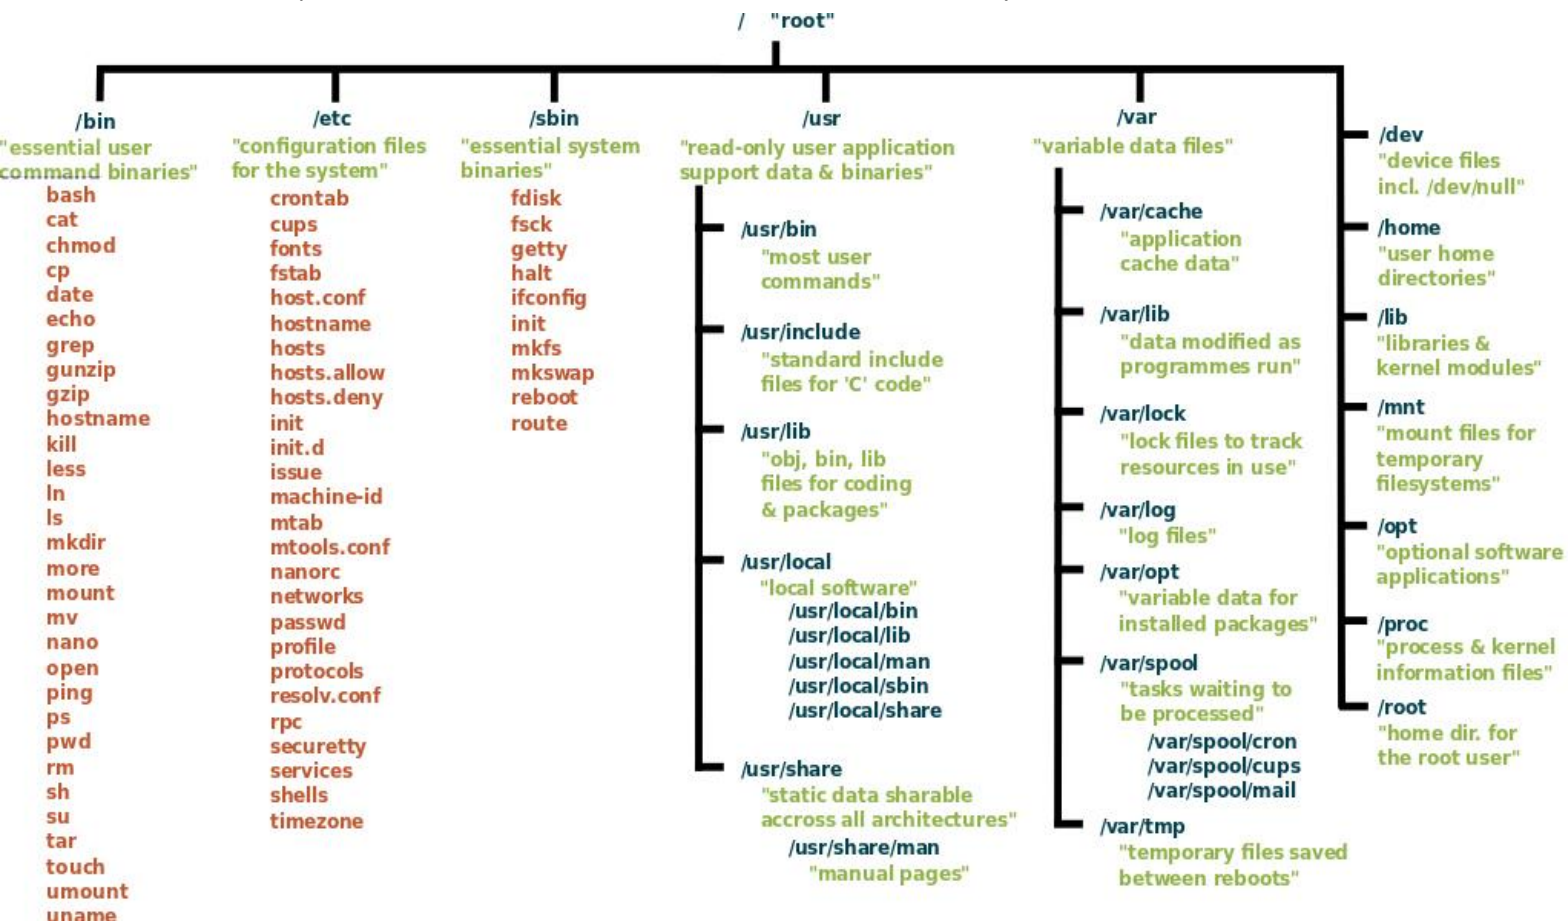 / "root"
/bin
"essential user
command binaries"
bash
cat
chmod
cp
date
echo
grep
gunzip
gzip
hostname
kill
less
ln
ls
mkdir
more
mount
mv
nano
open
ping
ps
pwd
rm
sh
su
tar
touch
umount
uname
/etc
"configuration files
for the system"
crontab
cups
fonts
fstab
host.conf
hostname
hosts
hosts.allow
hosts.deny
init
init.d
issue
machine-id
mtab
mtools.conf
nanorc
networks
passwd
profile
protocols
resolv.conf
rpc
securetty
services
shells
timezone
/sbin
"essential system
binaries"
fdisk
fsck
getty
halt
ifconfig
init
mkfs
mkswap
reboot
route
/usr
"read-only user application
support data & binaries"
/usr/bin
"most user
commands"
/usr/include
"standard include
files for 'C' code"
/usr/lib
"obj, bin, lib
files for coding
& packages"
/usr/local
"local software"
/usr/local/bin
/usr/local/lib
/usr/local/man
/usr/local/sbin
/usr/local/share
/usr/share
"static data sharable
accross all architectures"
/usr/share/man
"manual pages"
/var
"variable data files"
/var/cache
"application
cache data"
/var/lib
"data modified as
programmes run"
/var/lock
"lock files to track
resources in use"
/var/log
"log files"
/var/opt
"variable data for
installed packages"
/var/spool
"tasks waiting to
be processed"
/var/spool/cron
/var/spool/cups
/var/spool/mail
/var/tmp
"temporary files saved
between reboots"
/dev
"device files
incl. /dev/null"
/home
"user home
directories"
/lib
"libraries &
kernel modules"
/mnt
"mount files for
temporary
filesystems"
/opt
"optional software
applications"
/proc
"process & kernel
information files"
/root
"home dir. for
the root user"